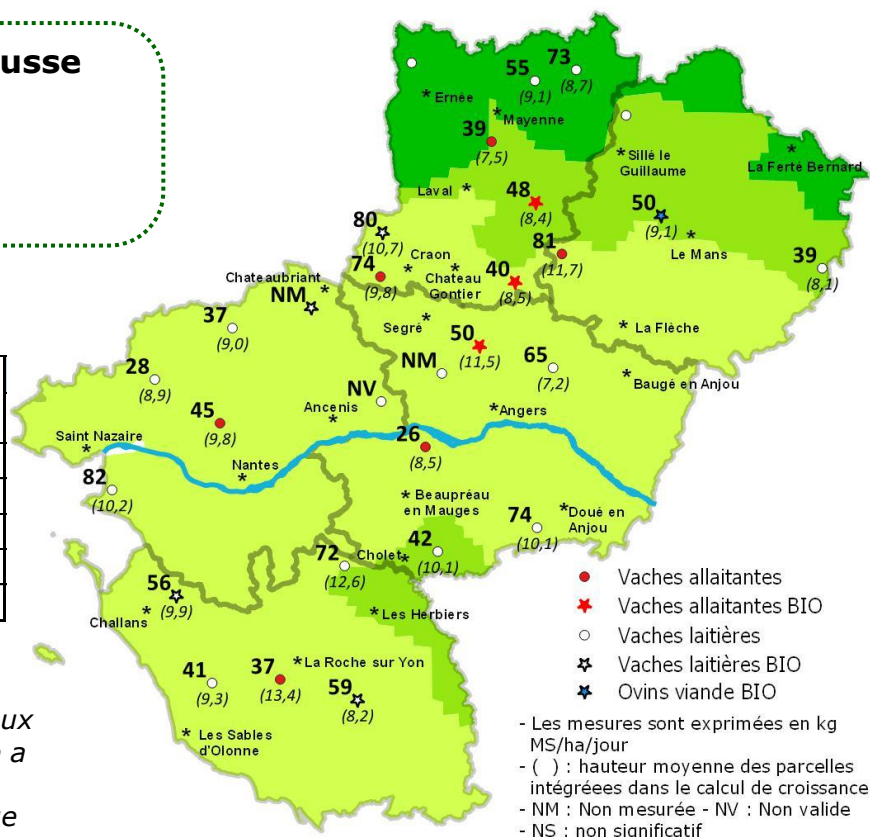 usse
55
73
(9,1)
(8,7)
* Ernée
* Mayenne
39
(7,5)
* Sillé le
Guillaume
*
La Ferté Bernard
Laval *
48
(8,4)
50
(9,1)
*
Le Mans
80
(10,7)
81
(11,7)
39
(8,1)
74
(9,8)
Craon
*
*
Chateau
Gontier
40
(8,5)
Chateaubriant
*
NM
37
(9,0)
Segré *
50
(11,5)
* La Flèche
28
(8,9)
NM
65
(7,2)
* Baugé en Anjou
NV
45
(9,8)
Ancenis
*
*Angers
Saint Nazaire
*
26
(8,5)
Nantes
*
82
(10,2)
* Beaupréau
en Mauges
74
(10,1)
*Doué en
Anjou
42
(10,1)
72
(12,6)
Cholet*
56
(9,9)
Challans *
* Les Herbiers
41
(9,3)
37
(13,4)
*La Roche sur Yon
59
(8,2)
* Les Sables
d'Olonne
Vaches allaitantes
Vaches allaitantes BIO
Vaches laitières
Vaches laitières BIO
Ovins viande BIO
- Les mesures sont exprimées en kg
MS/ha/jour
- ( ) : hauteur moyenne des parcelles
intégréees dans le calcul de croissance
- NM : Non mesurée - NV : Non valide
- NS : non significatif
ux
a